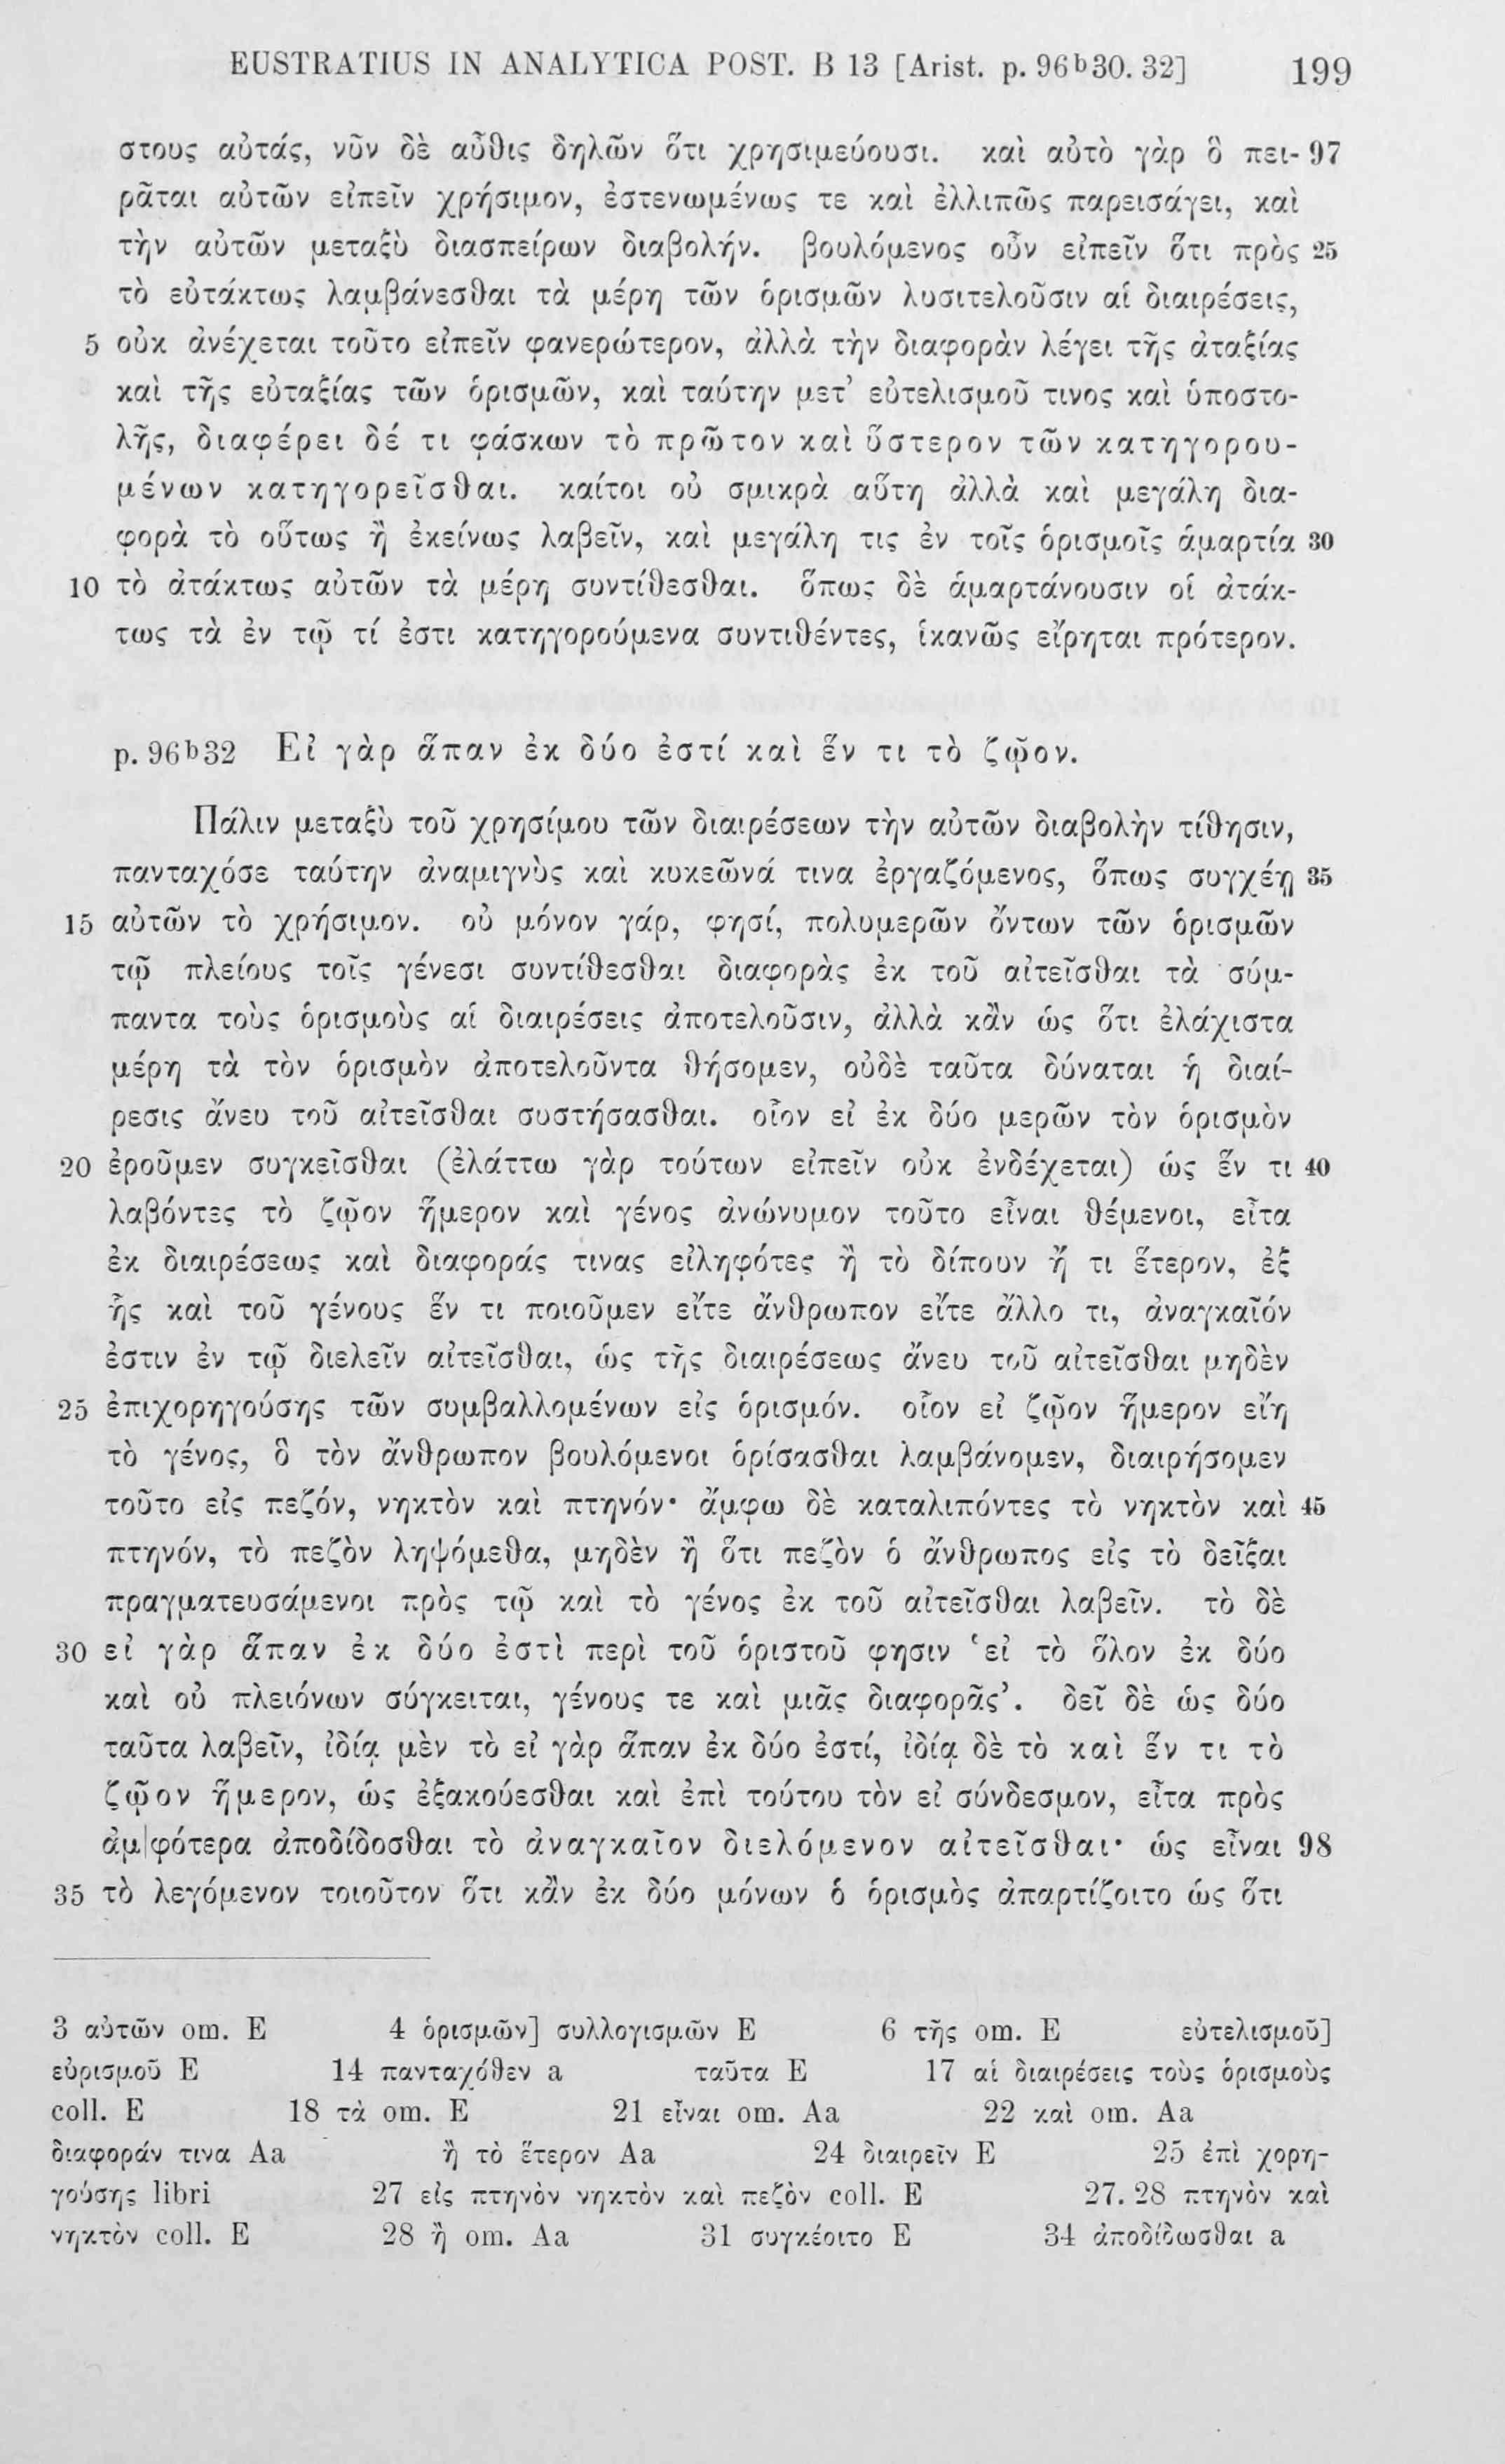 EUSTRATIUS IN ANALYTICA POST. B 13 [Arist. p. 96ᵇ30. 32] 199
στους αὐτάς, νῦν δὲ αὖθις δηλῶν ὅτι χρησιμεύουσι. καὶ αὐτὸ γὰρ ὃ πει- 97
ρᾶται αὐτῶν εἰπεῖν χρήσιμον, ἐστενωμένως τε καὶ ἐλλιπῶς παρεισάγει, καὶ
τὴν αὐτῶν μεταξὺ διασπείρων διαβολήν. βουλόμενος οὖν εἰπεῖν ὅτι πρὸς 25
τὸ εὐτάκτως λαμβάνεσθαι τὰ μέρη τῶν ὁρισμῶν λυσιτελοῦσιν αἱ διαιρέσεις,
5 οὐκ ἀνέχεται τοῦτο εἰπεῖν φανερώτερον, ἀλλὰ τὴν διαφορὰν λέγει τῆς ἀταξίας
καὶ τῆς εὐταξίας τῶν ὁρισμῶν, καὶ ταύτην μετ’ εὐτελισμοῦ τινος καὶ ὑποστο-
λῆς, διαφέρει δέ τι φάσκων τὸ πρῶτον καὶ ὕστερον τῶν κατηγορου-
μένων κατηγορεῖσθαι. καίτοι οὐ σμικρὰ αὕτη ἀλλὰ καὶ μεγάλη δια-
φορὰ τὸ οὕτως ἢ ἐκείνως λαβεῖν, καὶ μεγάλη τις ἐν τοῖς ὁρισμοῖς ἁμαρτία 30
10 τὸ ἀτάκτως αὐτῶν τὰ μέρη συντίθεσθαι. ὅπως δὲ ἁμαρτάνουσιν οἱ ἀτάκ-
τως τὰ ἐν τῷ τί ἐστι κατηγορούμενα συντιθέντες, ἱκανῶς εἴρηται πρότερον.
p. 96ᵇ32 Εἰ γὰρ ἅπαν ἐκ δύο ἐστί καὶ ἕν τι τὸ ζῷον.
Πάλιν μεταξὺ τοῦ χρησίμου τῶν διαιρέσεων τὴν αὐτῶν διαβολὴν τίθησιν,
πανταχόσε ταύτην ἀναμιγνὺς καὶ κυκεῶνά τινα ἐργαζόμενος, ὅπως συγχέῃ 35
15 αὐτῶν τὸ χρήσιμον. οὐ μόνον γάρ, φησί, πολυμερῶν ὄντων τῶν ὁρισμῶν
τῷ πλείους τοῖς γένεσι συντίθεσθαι διαφορὰς ἐκ τοῦ αἰτεῖσθαι τὰ σύμ-
παντα τοὺς ὁρισμοὺς αἱ διαιρέσεις ἀποτελοῦσιν, ἀλλὰ κἂν ὡς ὅτι ἐλάχιστα
μέρη τὰ τὸν ὁρισμὸν ἀποτελοῦντα θήσομεν, οὐδὲ ταῦτα δύναται ἡ διαί-
ρεσις ἄνευ τοῦ αἰτεῖσθαι συστήσασθαι. οἷον εἰ ἐκ δύο μερῶν τὸν ὁρισμὸν
20 ἐροῦμεν συγκεῖσθαι (ἐλάττω γὰρ τούτων εἰπεῖν οὐκ ἐνδέχεται) ὡς ἕν τι 40
λαβόντες τὸ ζῷον ἥμερον καὶ γένος ἀνώνυμον τοῦτο εἶναι θέμενοι, εἶτα
ἐκ διαιρέσεως καὶ διαφοράς τινας εἰληφότες ἢ τὸ δίπουν ἤ τι ἕτερον, ἐξ
ἧς καὶ τοῦ γένους ἕν τι ποιοῦμεν εἴτε ἄνθρωπον εἴτε ἄλλο τι, ἀναγκαῖόν
ἐστιν ἐν τῷ διελεῖν αἰτεῖσθαι, ὡς τῆς διαιρέσεως ἄνευ τοῦ αἰτεῖσθαι μηδὲν
25 ἐπιχορηγούσης τῶν συμβαλλομένων εἰς ὁρισμόν. οἷον εἰ ζῷον ἥμερον εἴη
τὸ γένος, ὃ τὸν ἄνθρωπον βουλόμενοι ὁρίσασθαι λαμβάνομεν, διαιρήσομεν
τοῦτο εἰς πεζόν, νηκτὸν καὶ πτηνόν· ἄμφω δὲ καταλιπόντες τὸ νηκτὸν καὶ 45
πτηνόν, τὸ πεζὸν ληψόμεθα, μηδὲν ἢ ὅτι πεζὸν ὁ ἄνθρωπος εἰς τὸ δεῖξαι
πραγματευσάμενοι πρὸς τῷ καὶ τὸ γένος ἐκ τοῦ αἰτεῖσθαι λαβεῖν. τὸ δὲ
30 εἰ γὰρ ἅπαν ἐκ δύο ἐστὶ περὶ τοῦ ὁριστοῦ φησιν ‘εἰ τὸ ὅλον ἐκ δύο
καὶ οὐ πλειόνων σύγκειται, γένους τε καὶ μιᾶς διαφορᾶς’. δεῖ δὲ ὡς δύο
ταῦτα λαβεῖν, ἰδίᾳ μὲν τὸ εἰ γὰρ ἅπαν ἐκ δύο ἐστί, ἰδίᾳ δὲ τὸ καὶ ἕν τι τὸ
ζῷον ἥμερον, ὡς ἐξακούεσθαι καὶ ἐπὶ τούτου τὸν εἰ σύνδεσμον, εἶτα πρὸς
ἀμ|φότερα ἀποδίδοσθαι τὸ ἀναγκαῖον διελόμενον αἰτεῖσθαι· ὡς εἶναι 98
35 τὸ λεγόμενον τοιοῦτον ὅτι κἂν ἐκ δύο μόνων ὁ ὁρισμὸς ἀπαρτίζοιτο ὡς ὅτι
3 αὐτῶν om. E 4 ὁρισμῶν] συλλογισμῶν E 6 τῆς om. E εὐτελισμοῦ]
εὑρισμοῦ E 14 πανταχόθεν a ταῦτα E 17 αἱ διαιρέσεις τοὺς ὁρισμοὺς
coll. E 18 τὰ om. E 21 εἶναι om. Aa 22 καὶ om. Aa
διαφοράν τινα Aa ἢ τὸ ἕτερον Aa 24 διαιρεῖν E 25 ἐπὶ χορη-
γούσης libri 27 εἰς πτηνὸν νηκτὸν καὶ πεζὸν coll. E 27. 28 πτηνὸν καὶ
νηκτὸν coll. E 28 ἢ om. Aa 31 συγκέοιτο E 34 ἀποδίδωσθαι a